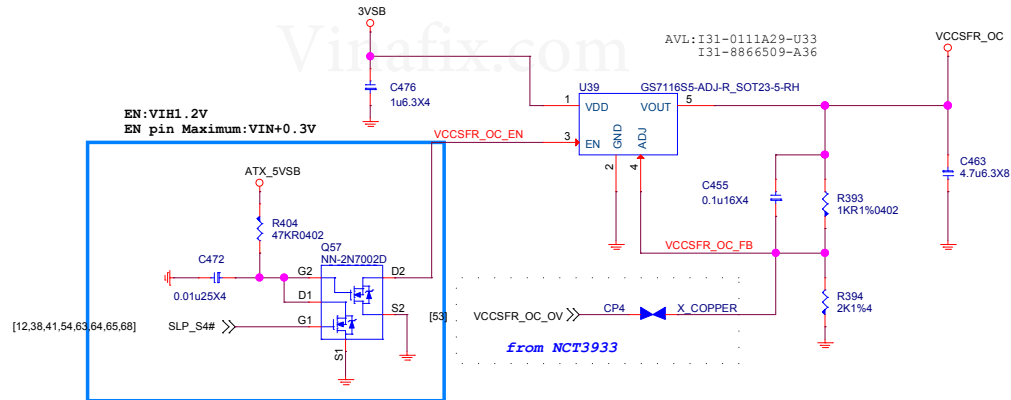 3VSB
Vinafix.com
AVL:I31-0111A29-U33
I31-8866509-A36
VCCSFR_OC
C476
1u6.3X4
U39
GS7116S5-ADJ-R_SOT23-5-RH
1
VDD
VOUT
5
EN:VIH1.2V
EN pin Maximum:VIN+0.3V
VCCSFR_OC_EN
3
EN
GND
ADJ
2
4
ATX_5VSB
C463
4.7u6.3X8
C455
0.1u16X4
R393
1KR1%0402
R404
47KR0402
Q57
NN-2N7002D
VCCSFR_OC_FB
C472
0.01u25X4
G2
D2
D1
R394
2K1%4
[12,38,41,54,63,64,65,68]
SLP_S4#
G1
S2
[53]
VCCSFR_OC_OV
CP4
X_COPPER
S1
from NCT3933